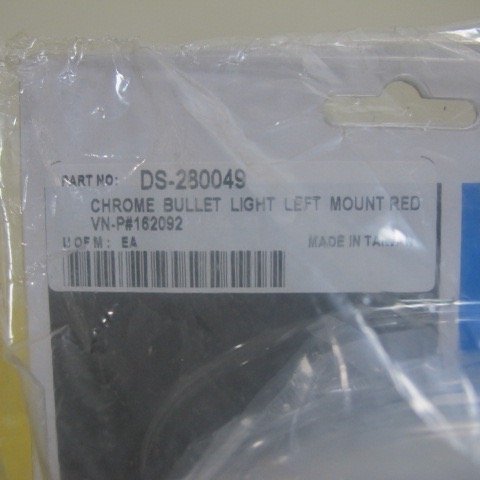 PART NO: DS-280049
CHROME BULLET LIGHT LEFT MOUNT RED
VN-P#162092
U OF M: EA MADE IN TAIWAN